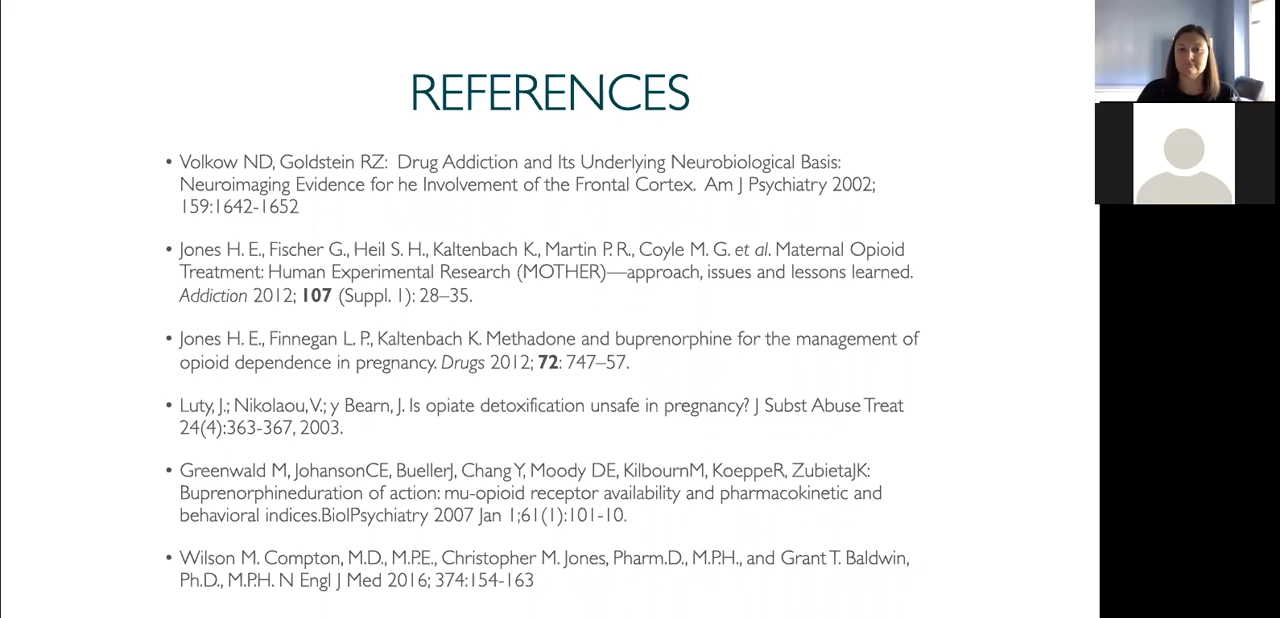 REFERENCES
• Volkow ND, Goldstein RZ: Drug Addiction and Its Underlying Neurobiological Basis:
Neuroimaging Evidence for he Involvement of the Frontal Cortex. Am J Psychiatry 2002;
159:1642-1652
• Jones H. E., Fischer G., Heil S. H., Kaltenbach K., Martin P. R., Coyle M. G. et al. Maternal Opioid
Treatment: Human Experimental Research (MOTHER)—approach, issues and lessons learned.
Addiction 2012; 107 (Suppl. 1): 28–35.
• Jones H. E., Finnegan L. P., Kaltenbach K. Methadone and buprenorphine for the management of
opioid dependence in pregnancy. Drugs 2012; 72: 747–57.
• Luty, J.; Nikolaou, V.; y Bearn, J. Is opiate detoxification unsafe in pregnancy? J Subst Abuse Treat
24(4):363-367, 2003.
• Greenwald M, JohansonCE, BuellerJ, Chang Y, Moody DE, KilbournM, KoeppeR, ZubietaJK:
Buprenorphineduration of action: mu-opioid receptor availability and pharmacokinetic and
behavioral indices.BiolPsychiatry 2007 Jan 1;61(1):101-10.
• Wilson M. Compton, M.D., M.P.E., Christopher M. Jones, Pharm.D., M.P.H., and Grant T. Baldwin,
Ph.D., M.P.H. N Engl J Med 2016; 374:154-163